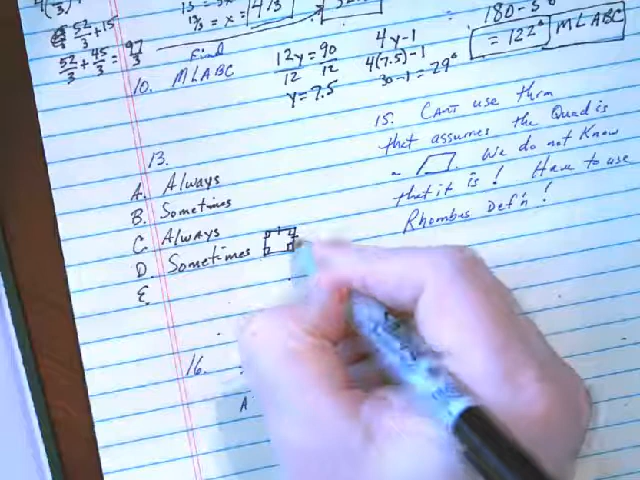 52/3 + 15
52/3 + 45/3 = 97/3
13/3 = x = 4/3
10. Find
M∠ABC
12y = 90
12 12
y = 7.5
4y-1
4(7.5)-1
30-1 = 29°
= 122° M∠ABC
13.
A. Always
B. Sometimes
C. Always
D. Sometimes
E.
15. Can't use thm
that assumes the Quad is
a ▱. We do not know
that it is! Have to use
Rhombus Def'n!
16.
A